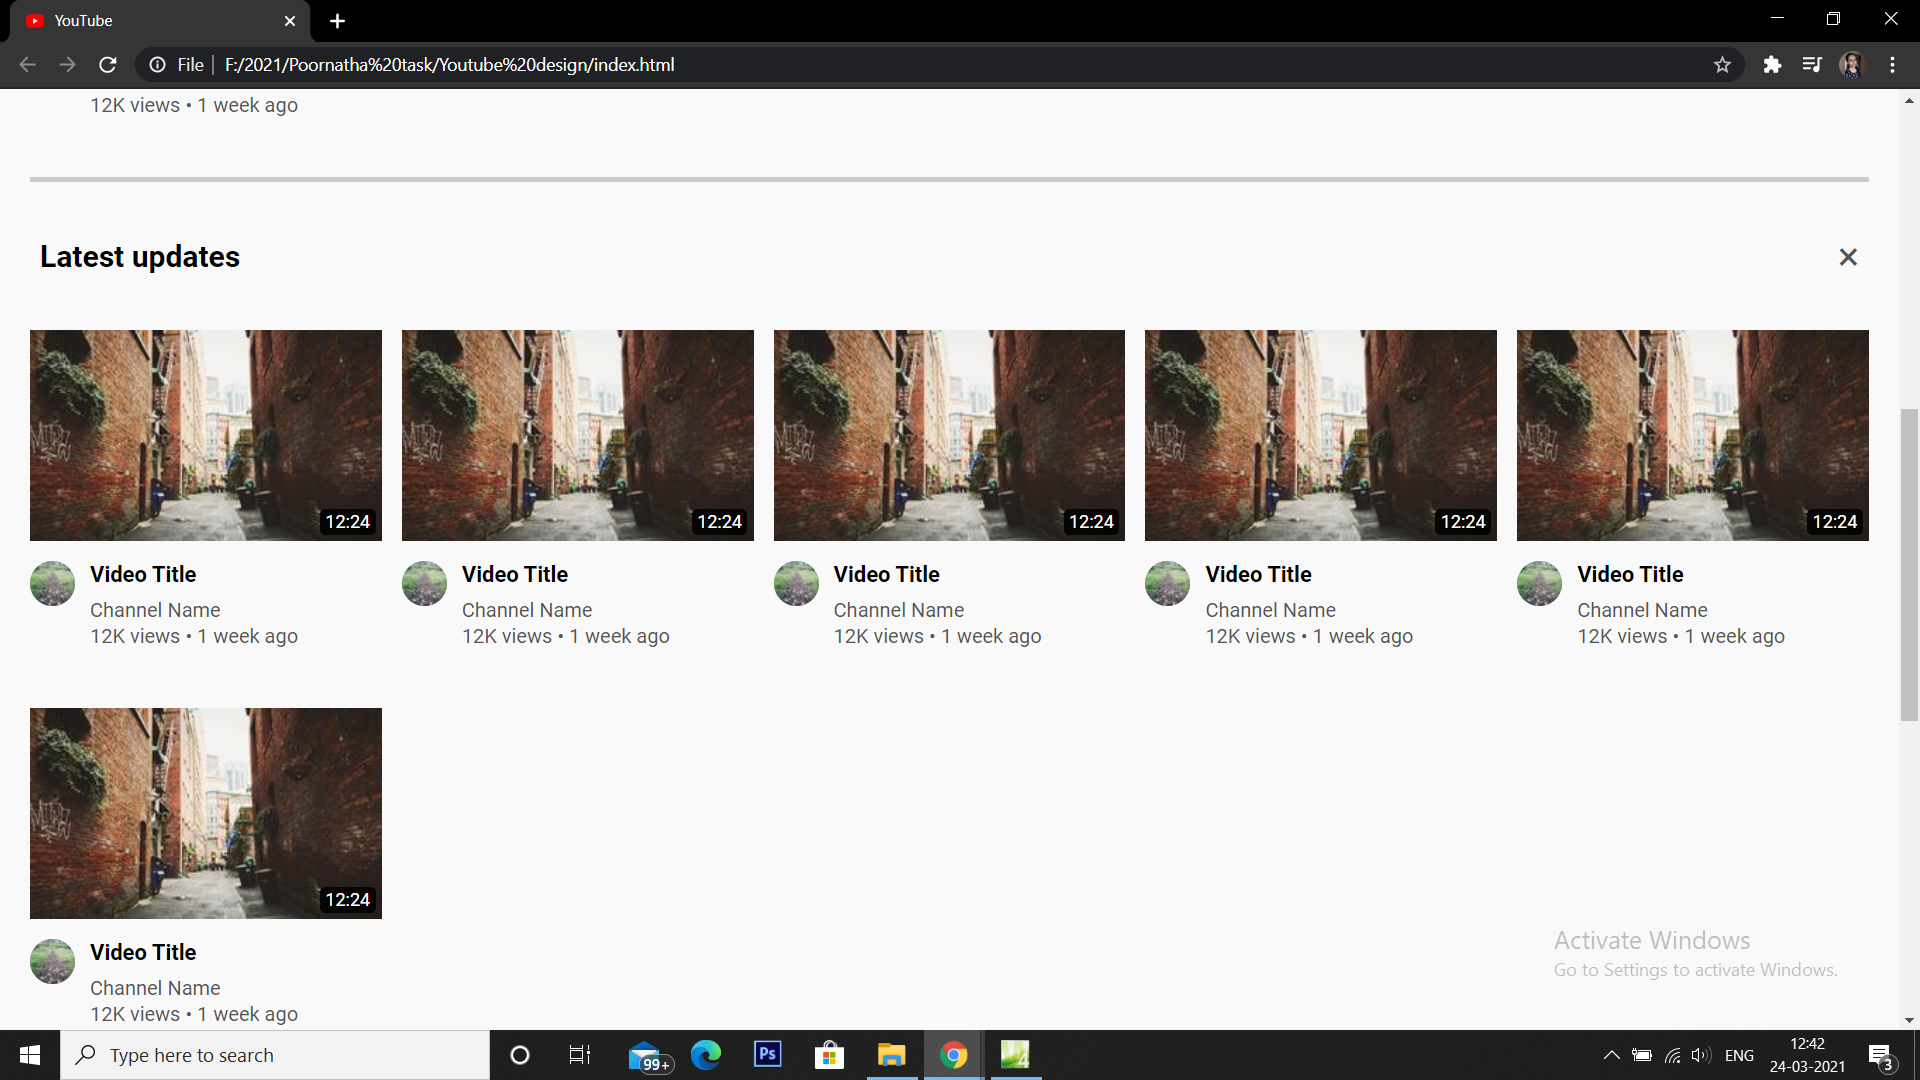 YouTube
File
F:/2021/Poornatha%20task/Youtube%20design/index.html
12K views • 1 week ago
Latest updates
12:24
12:24
12:24
12:24
12:24
Video Title
Video Title
Video Title
Video Title
Video Title
Channel Name
Channel Name
Channel Name
Channel Name
Channel Name
12K views • 1 week ago
12K views • 1 week ago
12K views • 1 week ago
12K views • 1 week ago
12K views • 1 week ago
12:24
Video Title
Channel Name
12K views • 1 week ago
Activate Windows
Go to Settings to activate Windows.
Type here to search
99+
Ps
4
ENG
12:42
24-03-2021
3